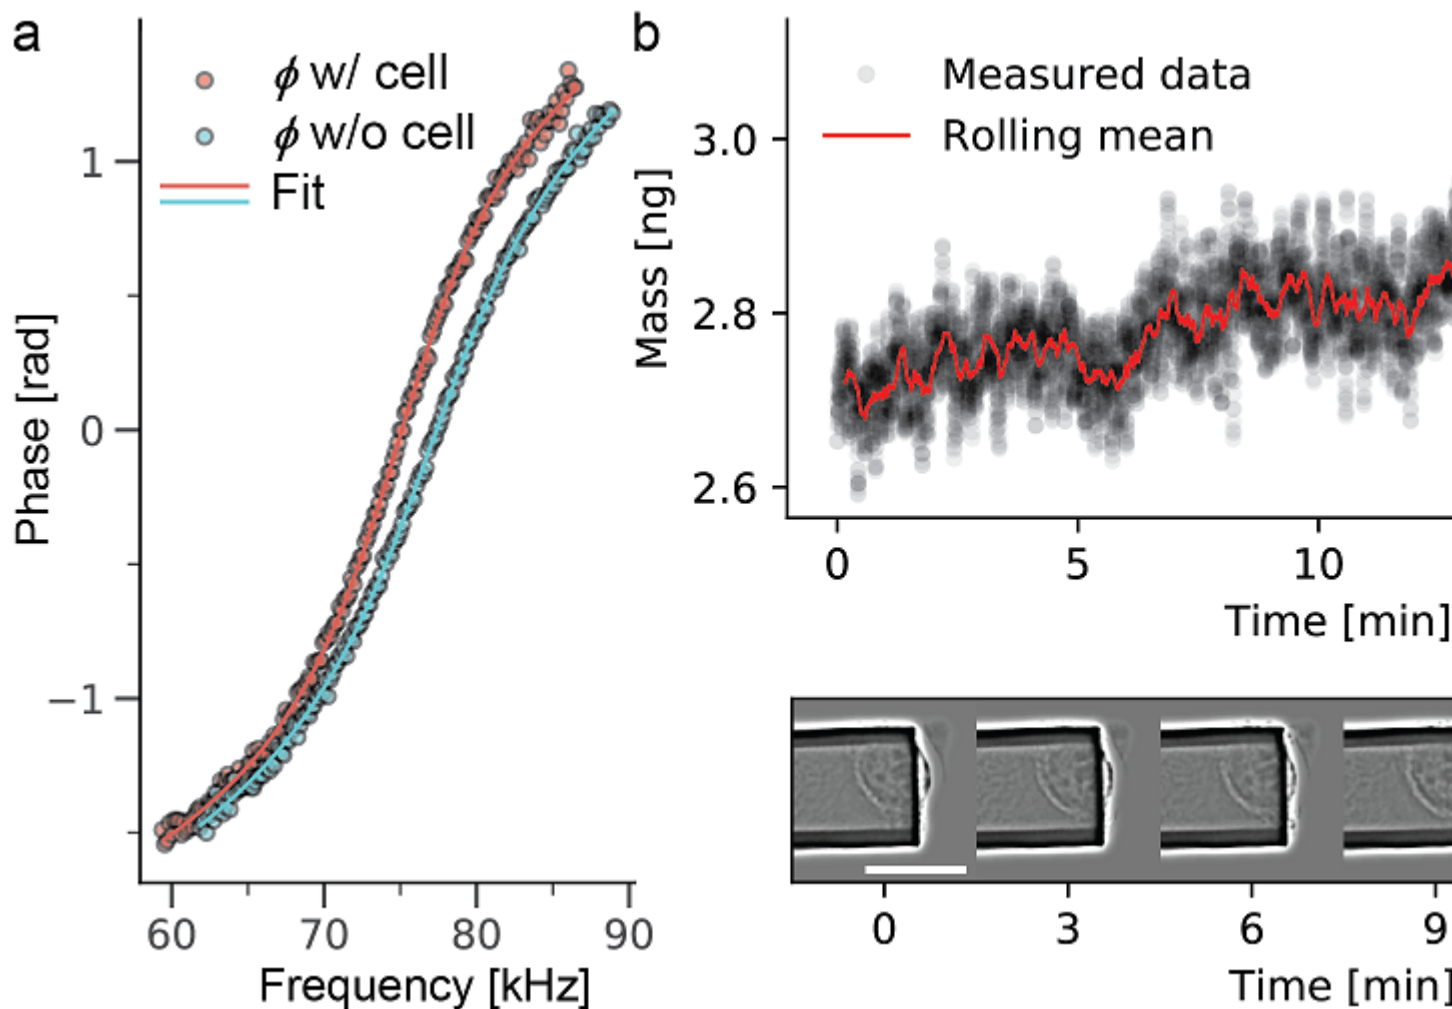 a
ϕ w/ cell
ϕ w/o cell
Fit
1
0
−1
Phase [rad]
60 70 80 90
Frequency [kHz]
b
Measured data
Rolling mean
3.0
2.8
2.6
Mass [ng]
0 5 10
Time [min]
0 3 6 9
Time [min]